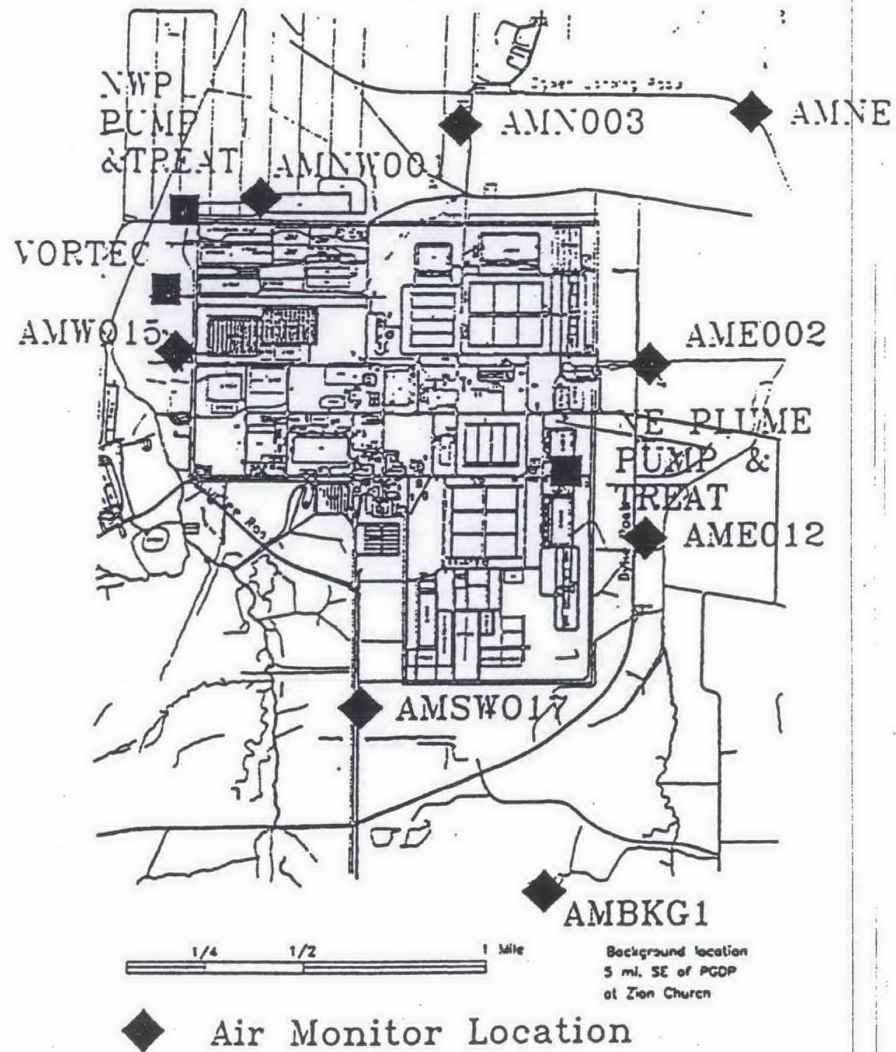 NWP
PUMP
&TREAT
AMN003
AMNE
AMNW001
VORTEC
AMW015
AME002
NE PLUME
PUMP &
TREAT
AME012
AMSW017
AMBKG1
1/4 1/2 1 Mile
Background location
5 mi. SE of PGDP
at Zion Church
Air Monitor Location